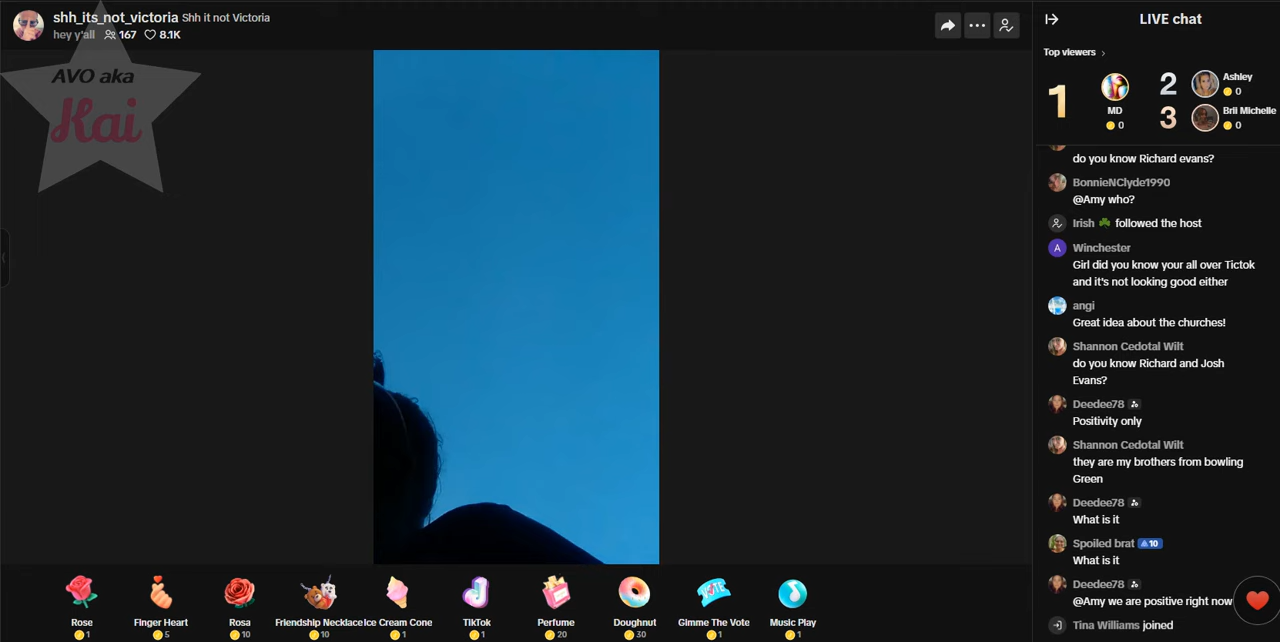 shh_its_not_victoria Shh it not Victoria
hey y'all 167 8.1K
AVO aka
Kai
LIVE chat
Top viewers
1
MD
0
2
Ashley
0
3
Bril Michelle
0
do you know Richard evans?
BonnieNClyde1990
@Amy who?
Irish ☘️ followed the host
A
Winchester
Girl did you know your all over Tictok
and it's not looking good either
angi
Great idea about the churches!
Shannon Cedotal Wilt
do you know Richard and Josh
Evans?
Deedee78
Positivity only
Shannon Cedotal Wilt
they are my brothers from bowling
Green
Deedee78
What is it
Spoiled brat 10
What is it
Deedee78
@Amy we are positive right now
Tina Williams joined
Rose
1
Finger Heart
5
Rosa
10
Friendship Necklace
10
Ice Cream Cone
1
TikTok
1
Perfume
20
Doughnut
30
VOTE
Gimme The Vote
1
Music Play
1